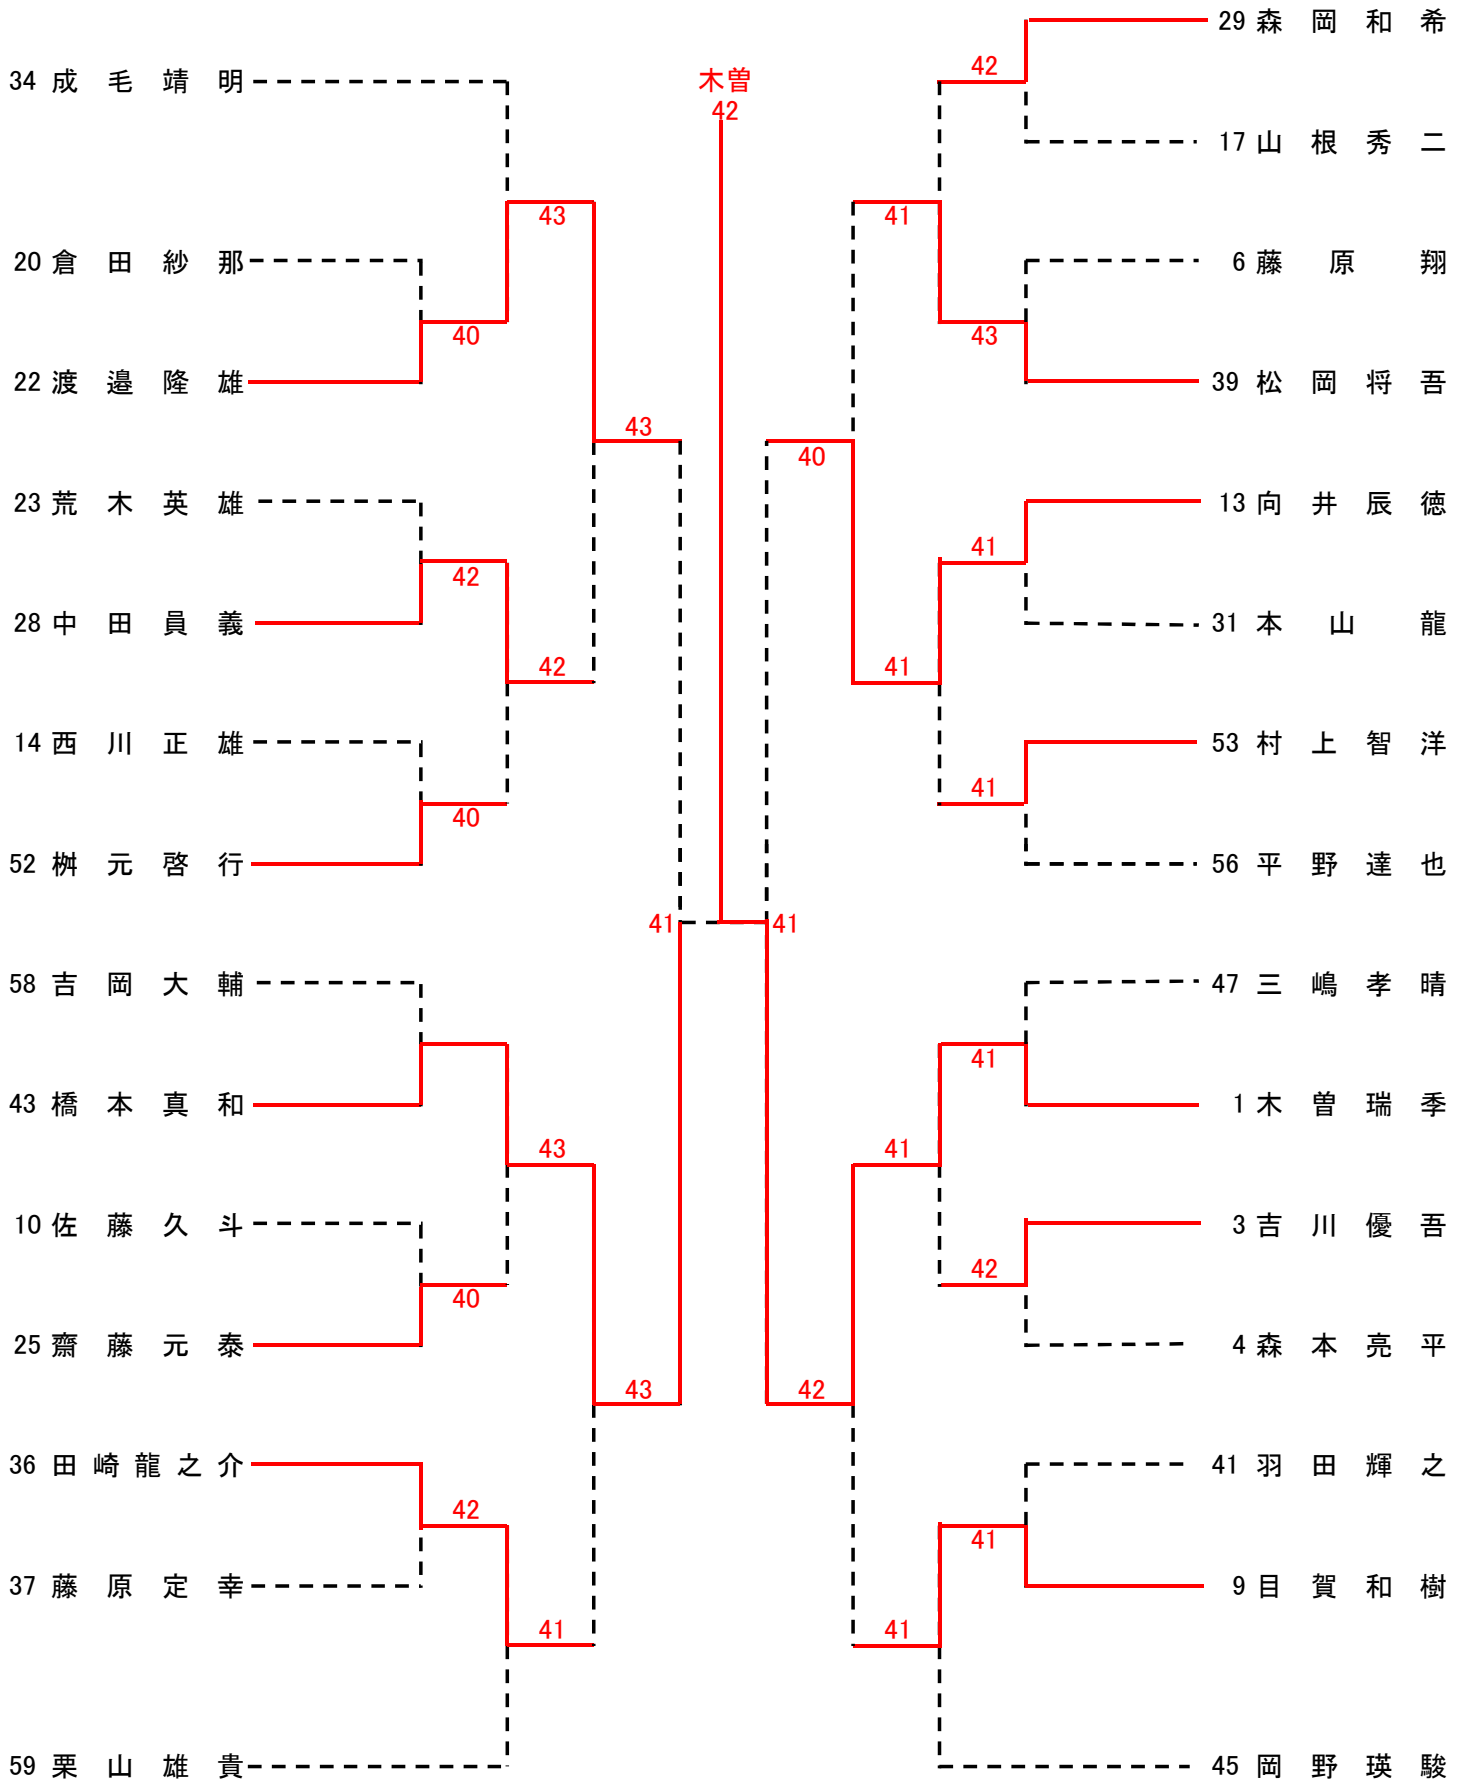 34 成毛靖明
20 倉田紗那
22 渡邉隆雄
23 荒木英雄
28 中田員義
14 西川正雄
52 桝元啓行
58 吉岡大輔
43 橋本真和
10 佐藤久斗
25 齋藤元泰
36 田崎龍之介
37 藤原定幸
59 栗山雄貴
40
42
40
40
42
43
42
43
41
43
43
41
木曽
42
41
40
42
41
41
41
41
42
43
41
41
41
42
41
29 森岡和希
17 山根秀二
6 藤原翔
39 松岡将吾
13 向井辰徳
31 本山龍
53 村上智洋
56 平野達也
47 三嶋孝晴
1 木曽瑞季
3 吉川優吾
4 森本亮平
41 羽田輝之
9 目賀和樹
45 岡野瑛駿